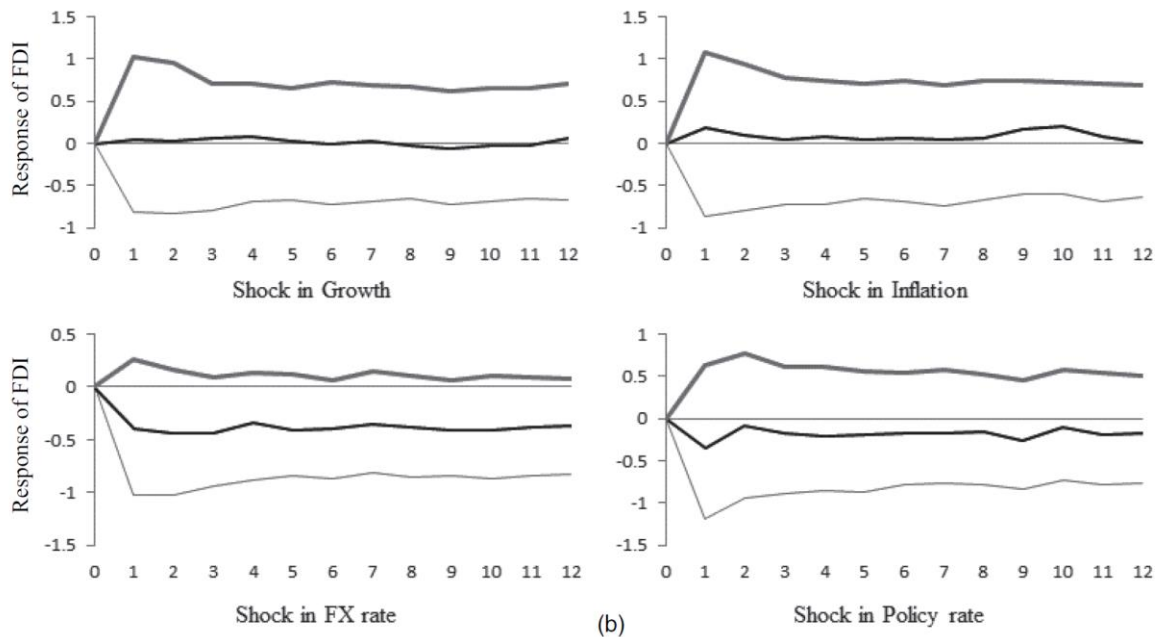 1.5
1
0.5
0
-0.5
-1
Response of FDI
0 1 2 3 4 5 6 7 8 9 10 11 12
Shock in Growth
1.5
1
0.5
0
-0.5
-1
0 1 2 3 4 5 6 7 8 9 10 11 12
Shock in Inflation
0.5
0
-0.5
-1
-1.5
Response of FDI
0 1 2 3 4 5 6 7 8 9 10 11 12
Shock in FX rate
1
0.5
0
-0.5
-1
-1.5
0 1 2 3 4 5 6 7 8 9 10 11 12
Shock in Policy rate
(b)